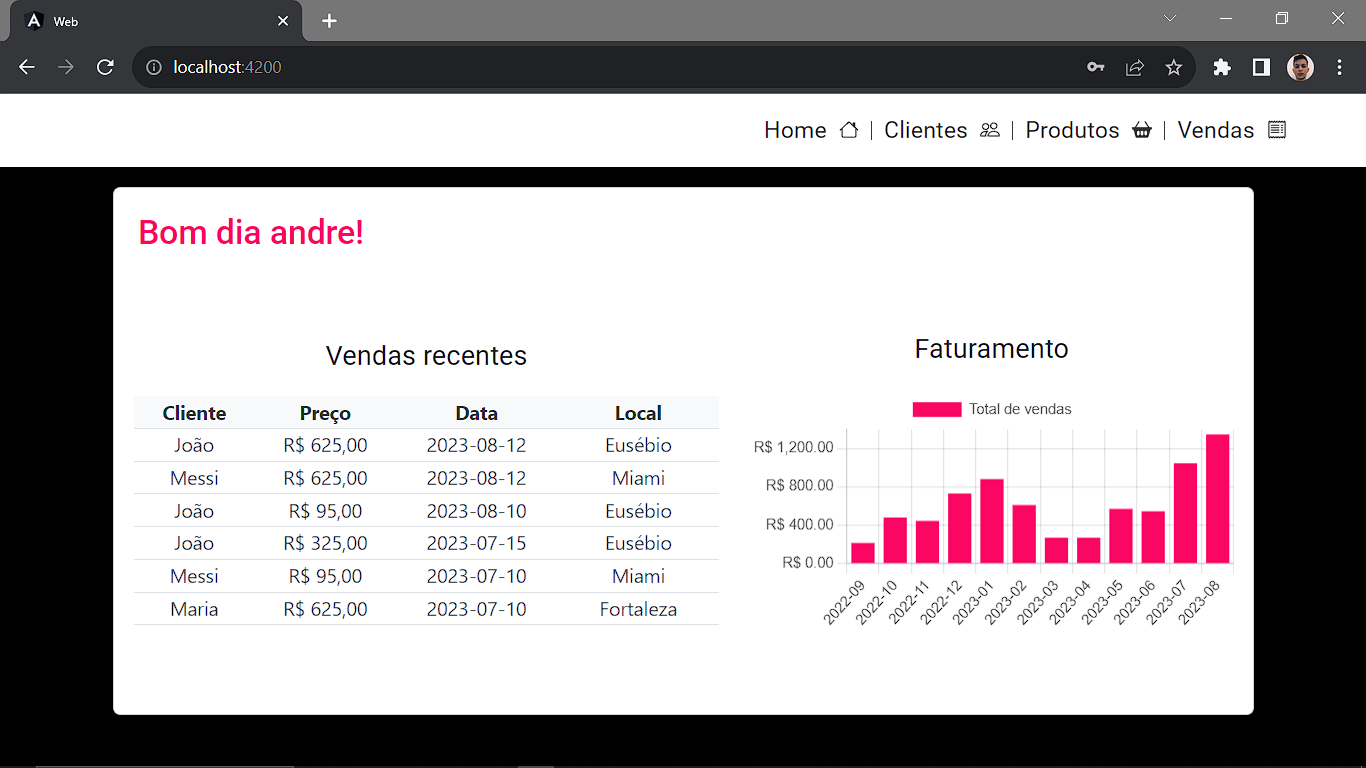 Web
localhost:4200
Home | Clientes | Produtos | Vendas
Bom dia andre!
Vendas recentes
Cliente Preço Data Local
João R$ 625,00 2023-08-12 Eusébio
Messi R$ 625,00 2023-08-12 Miami
João R$ 95,00 2023-08-10 Eusébio
João R$ 325,00 2023-07-15 Eusébio
Messi R$ 95,00 2023-07-10 Miami
Maria R$ 625,00 2023-07-10 Fortaleza
Faturamento
Total de vendas
R$ 1,200.00
R$ 800.00
R$ 400.00
R$ 0.00
2022-09 2022-10 2022-11 2022-12 2023-01 2023-02 2023-03 2023-04 2023-05 2023-06 2023-07 2023-08